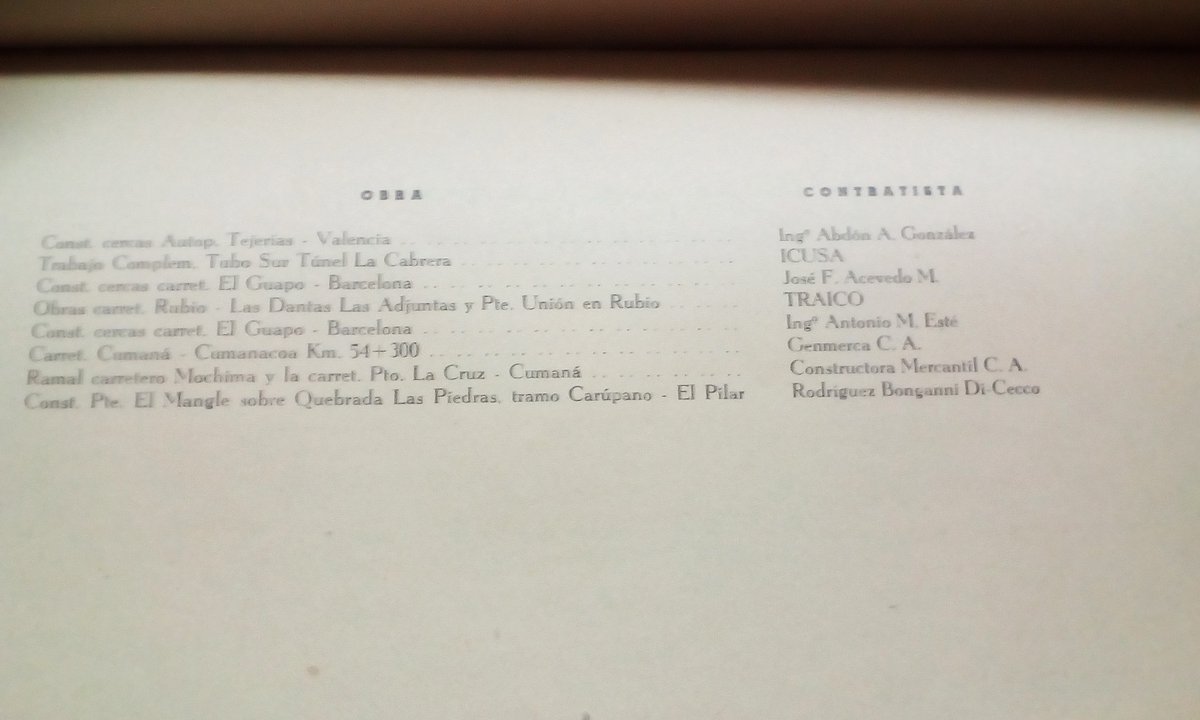 OBRA CONTRATISTA
Const. cercas Autop. Tejerías - Valencia Ingº Abdón A. González
Trabajo Complem. Tubo Sur Túnel La Cabrera ICUSA
Const. cercas carret. El Guapo - Barcelona José F. Acevedo M.
Obras carret. Rubio - Las Dantas Las Adjuntas y Pte. Unión en Rubio TRAICO
Const. cercas carret. El Guapo - Barcelona Ingº Antonio M. Esté
Carret. Cumaná - Cumanacoa Km. 54+300 Genmerca C. A.
Ramal carretero Mochima y la carret. Pto. La Cruz - Cumaná Constructora Mercantil C. A.
Const. Pte. El Mangle sobre Quebrada Las Piedras, tramo Carúpano - El Pilar Rodríguez Bonganni Di-Cecco